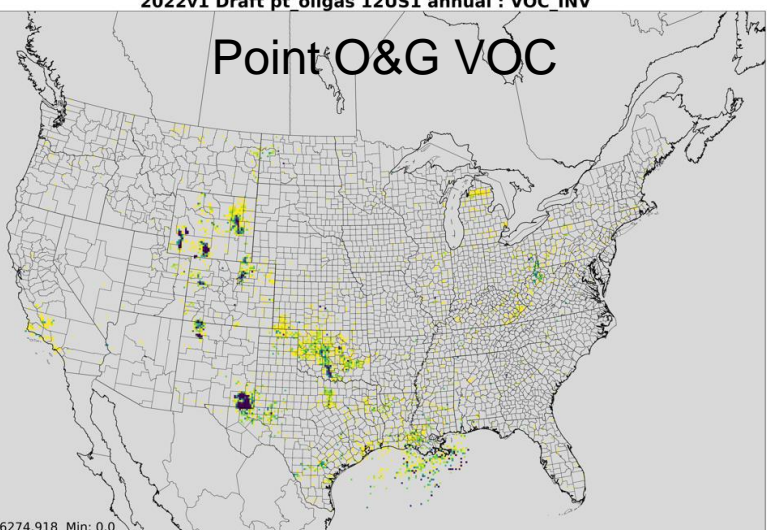 2022v1 Draft pt_oilgas 12US1 annual : VOC_INV
Point O&G VOC
6274.918 Min: 0.0